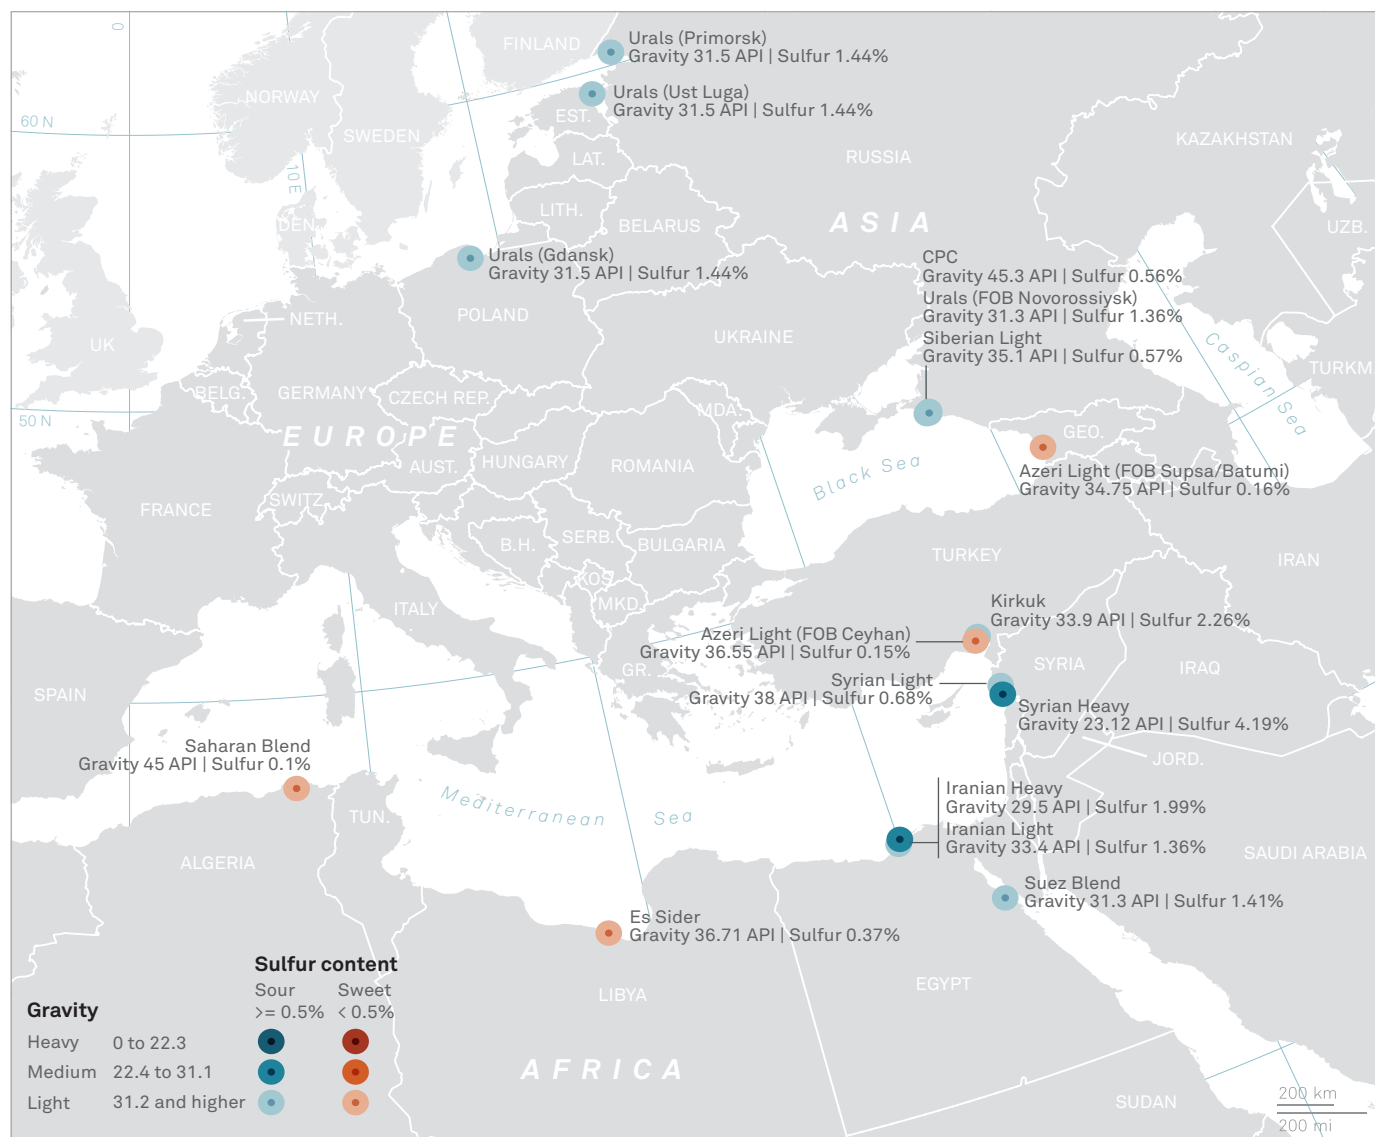 0
FINLAND
Urals (Primorsk)
Gravity 31.5 API | Sulfur 1.44%
NORWAY
Urals (Ust Luga)
Gravity 31.5 API | Sulfur 1.44%
EST.
60 N
SWEDEN
KAZAKHSTAN
RUSSIA
LAT.
10 E
LITH.
DEN.
BELARUS
ASIA
UZB.
Urals (Gdansk)
Gravity 31.5 API | Sulfur 1.44%
CPC
Gravity 45.3 API | Sulfur 0.56%
Urals (FOB Novorossiysk)
Gravity 31.3 API | Sulfur 1.36%
Siberian Light
Gravity 35.1 API | Sulfur 0.57%
NETH.
POLAND
UKRAINE
UK
Caspian Sea
TURKM.
BELG.
GERMANY
CZECH REP.
MDA.
50 N
EUROPE
GEO.
AUST.
HUNGARY
ROMANIA
Black Sea
Azeri Light (FOB Supsa/Batumi)
Gravity 34.75 API | Sulfur 0.16%
SWITZ.
FRANCE
B.H.
SERB.
BULGARIA
TURKEY
IRAN
KOS.
MKD.
ITALY
Kirkuk
Gravity 33.9 API | Sulfur 2.26%
Azeri Light (FOB Ceyhan)
Gravity 36.55 API | Sulfur 0.15%
SYRIA
IRAQ
GR.
Syrian Light
Gravity 38 API | Sulfur 0.68%
SPAIN
Syrian Heavy
Gravity 23.12 API | Sulfur 4.19%
Saharan Blend
Gravity 45 API | Sulfur 0.1%
JORD.
Iranian Heavy
Gravity 29.5 API | Sulfur 1.99%
Iranian Light
Gravity 33.4 API | Sulfur 1.36%
Mediterranean Sea
TUN.
ALGERIA
SAUDI ARABIA
Suez Blend
Gravity 31.3 API | Sulfur 1.41%
Es Sider
Gravity 36.71 API | Sulfur 0.37%
EGYPT
LIBYA
AFRICA
SUDAN
Sulfur content
Sour Sweet
>= 0.5% < 0.5%
Gravity
Heavy 0 to 22.3
Medium 22.4 to 31.1
Light 31.2 and higher
200 km
200 mi